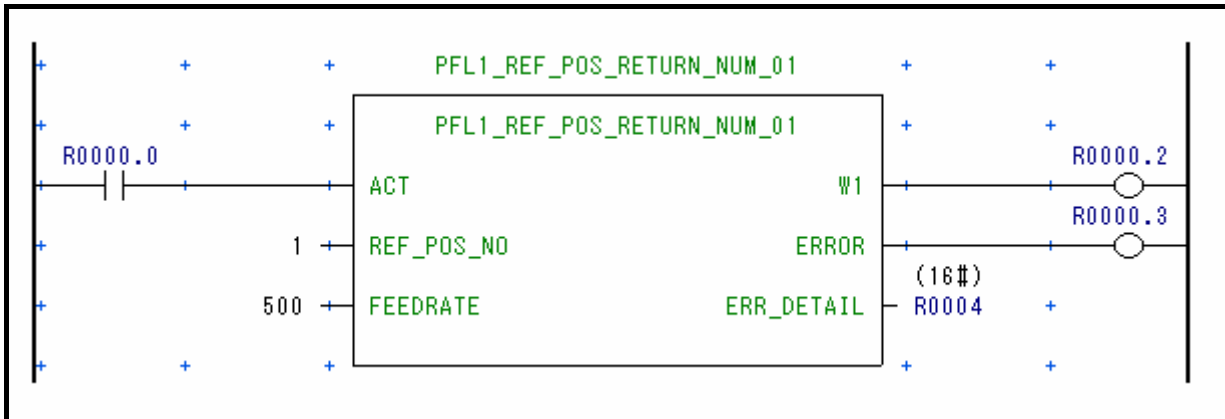 PFL1_REF_POS_RETURN_NUM_01
PFL1_REF_POS_RETURN_NUM_01
R0000.0 R0000.2
ACT W1
R0000.3
1 REF_POS_NO ERROR
(16#)
500 FEEDRATE ERR_DETAIL R0004